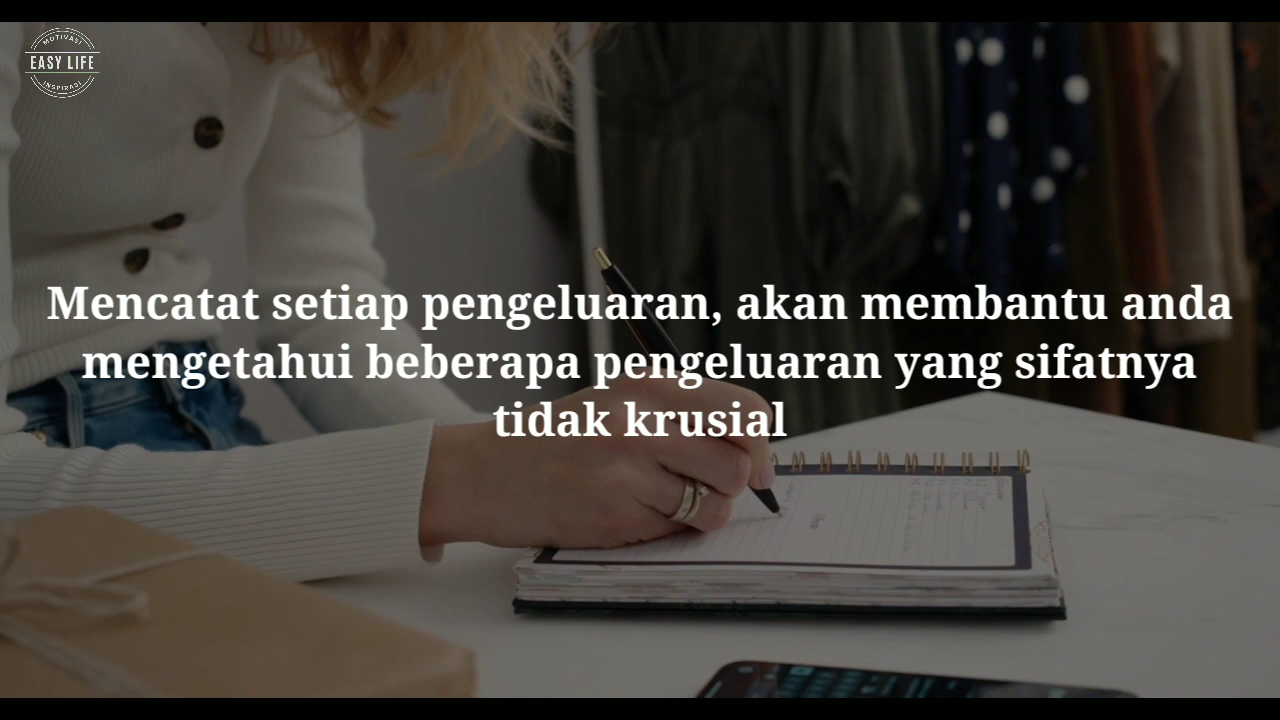 MOTIVASI
EASY LIFE
INSPIRASI
Mencatat setiap pengeluaran, akan membantu anda
mengetahui beberapa pengeluaran yang sifatnya
tidak krusial